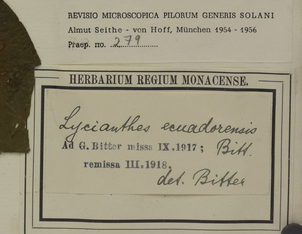 REVISIO MICROSCOPICA PILORUM GENERIS SOLANI
Almut Seithe - von Hoff, München 1954 - 1956
Praep. no. 279
HERBARIUM REGIUM MONACENSE.
Lycianthes ecuadorensis
Ad G. Bitter missa IX.1917; Bitt.
remissa III.1918.
det. Bitter